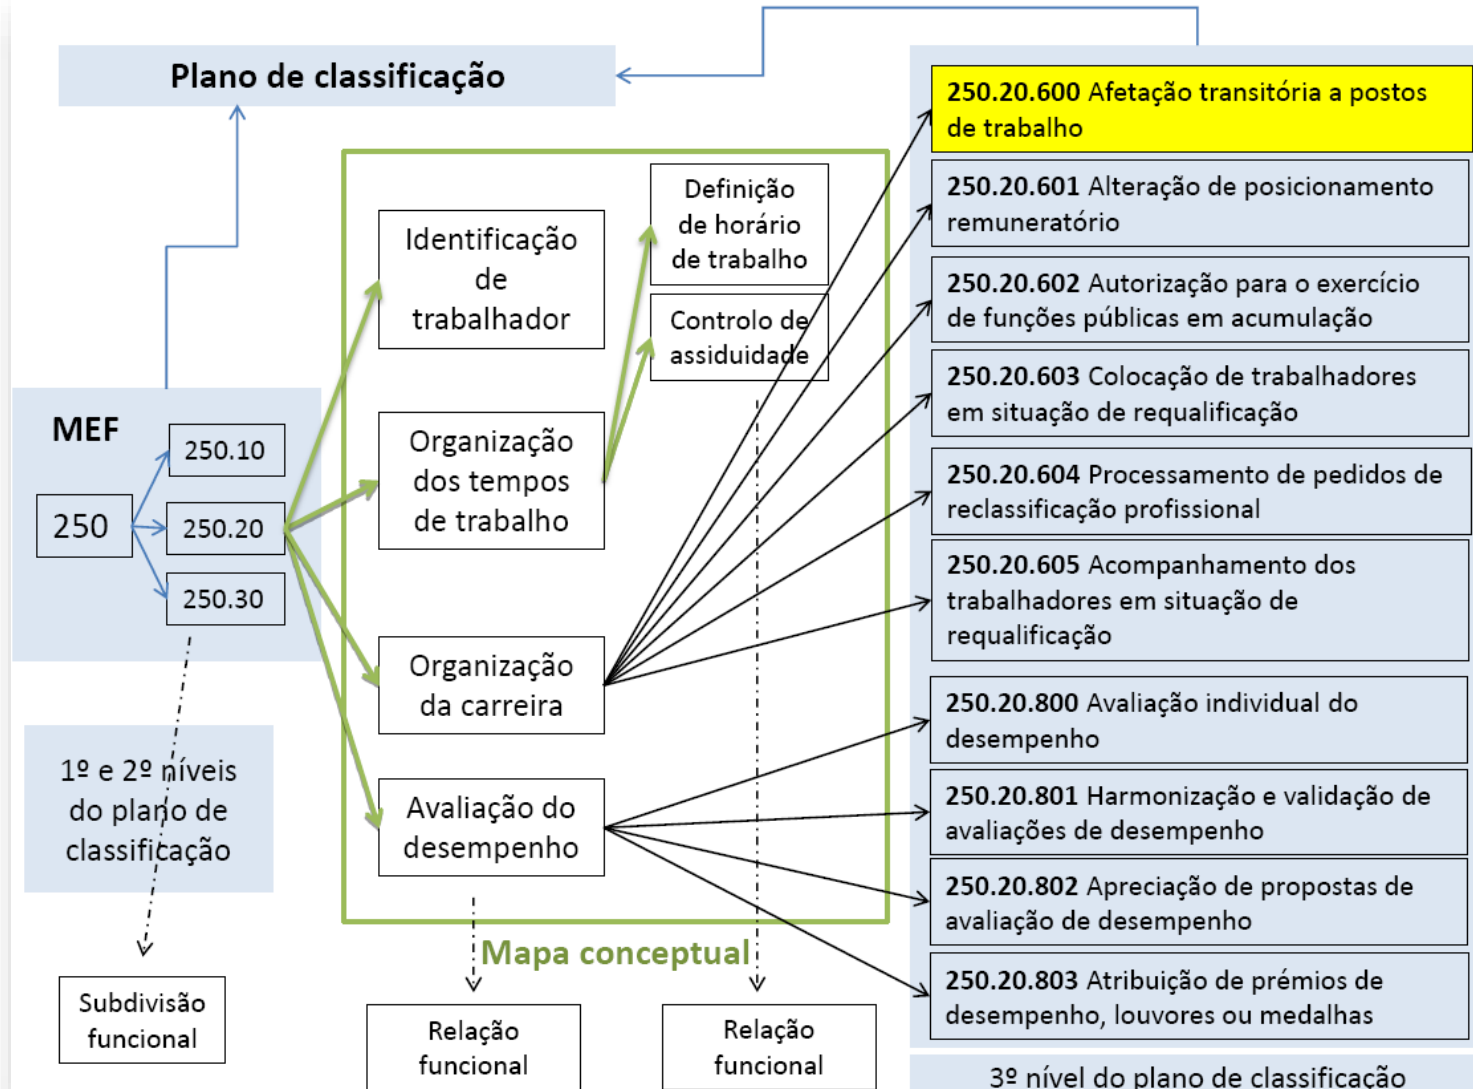 Plano de classificação
MEF
250
250.10
250.20
250.30
1º e 2º níveis
do plano de
classificação
Subdivisão
funcional
Identificação
de
trabalhador
Organização
dos tempos
de trabalho
Organização
da carreira
Avaliação do
desempenho
Definição
de horário
de trabalho
Controlo de
assiduidade
Mapa conceptual
Relação
funcional
Relação
funcional
250.20.600 Afetação transitória a postos
de trabalho
250.20.601 Alteração de posicionamento
remuneratório
250.20.602 Autorização para o exercício
de funções públicas em acumulação
250.20.603 Colocação de trabalhadores
em situação de requalificação
250.20.604 Processamento de pedidos de
reclassificação profissional
250.20.605 Acompanhamento dos
trabalhadores em situação de
requalificação
250.20.800 Avaliação individual do
desempenho
250.20.801 Harmonização e validação de
avaliações de desempenho
250.20.802 Apreciação de propostas de
avaliação de desempenho
250.20.803 Atribuição de prémios de
desempenho, louvores ou medalhas
3º nível do plano de classificação